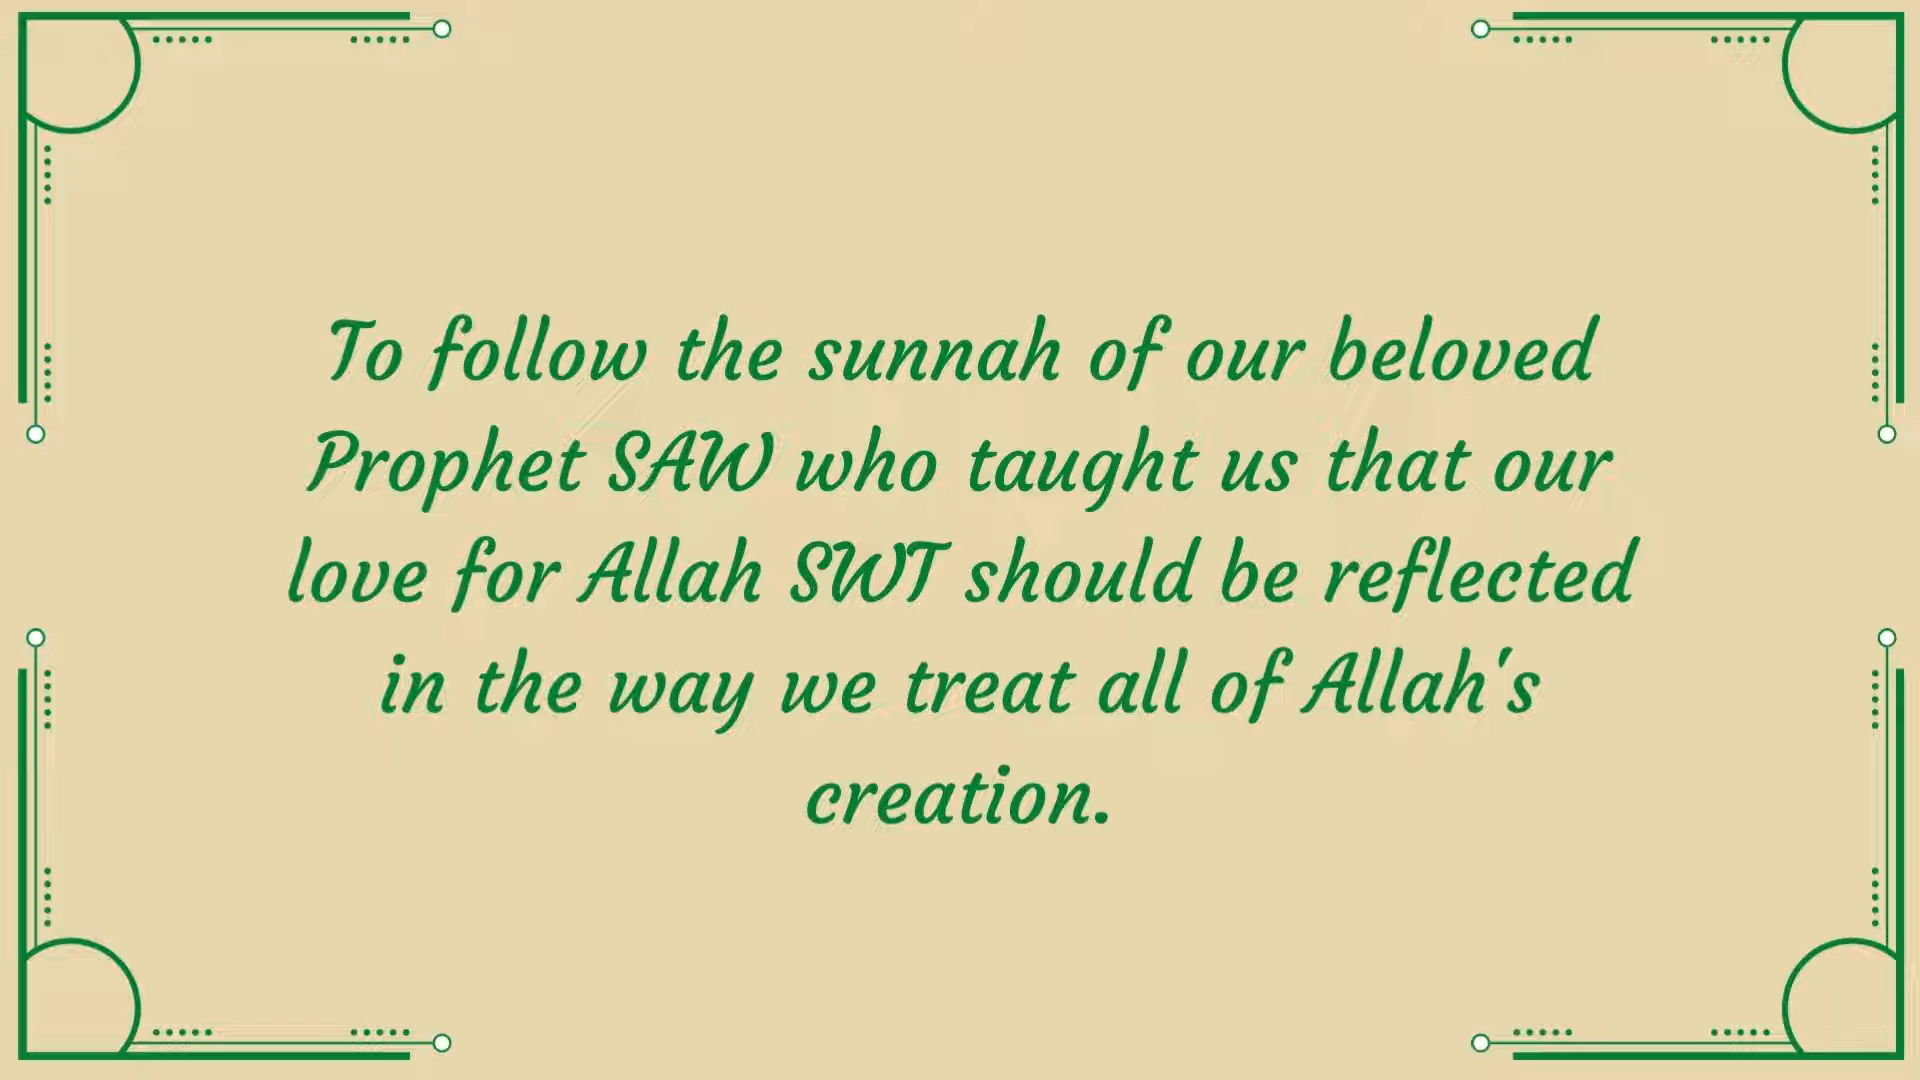 To follow the sunnah of our beloved
Prophet SAW who taught us that our
love for Allah SWT should be reflected
in the way we treat all of Allah's
creation.